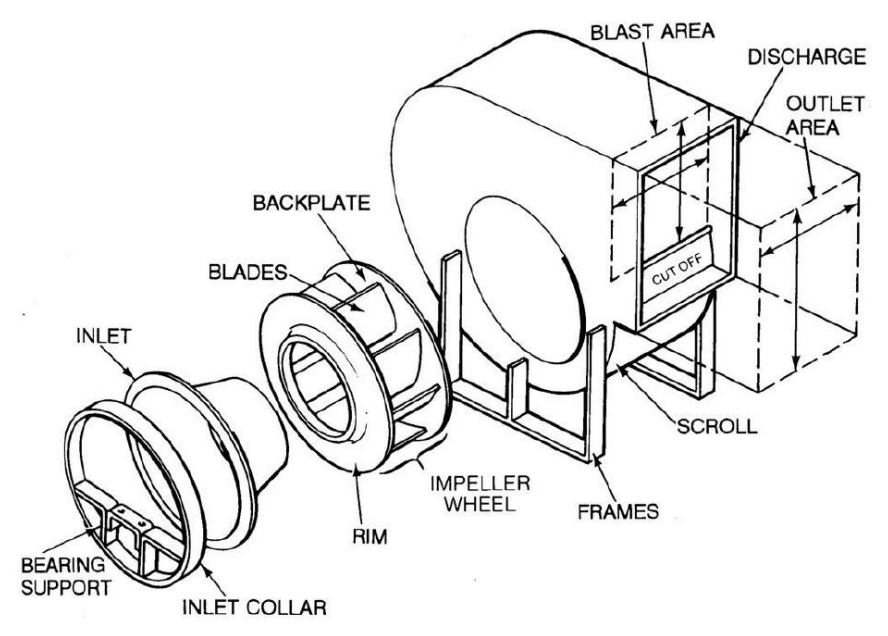 BLAST AREA
DISCHARGE
OUTLET
AREA
BACKPLATE
BLADES
CUT OFF
INLET
SCROLL
IMPELLER
WHEEL
FRAMES
RIM
BEARING
SUPPORT
INLET COLLAR